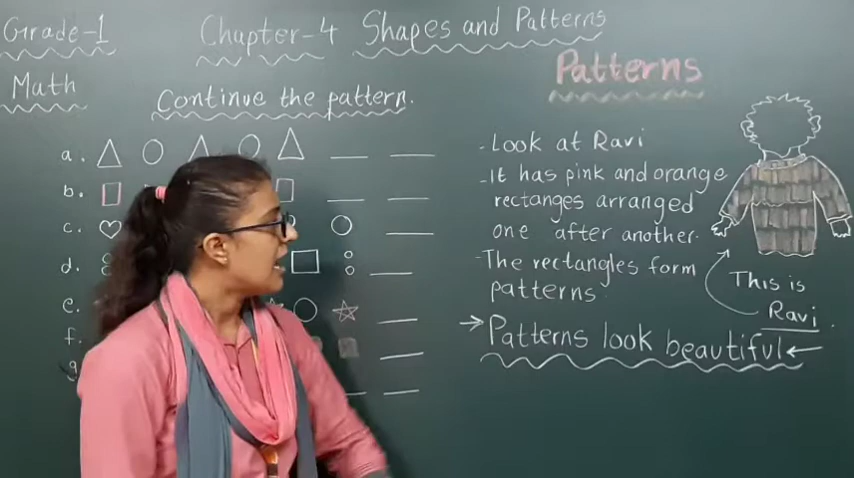 Grade-1
Chapter-4 Shapes and Patterns
Math
Continue the pattern.
a.
b.
c.
d.
e.
f.
g
Patterns
- Look at Ravi
- It has pink and orange
rectanges arranged
one after another.
- The rectangles form
patterns.
This is
Ravi.
→ Patterns look beautiful ←